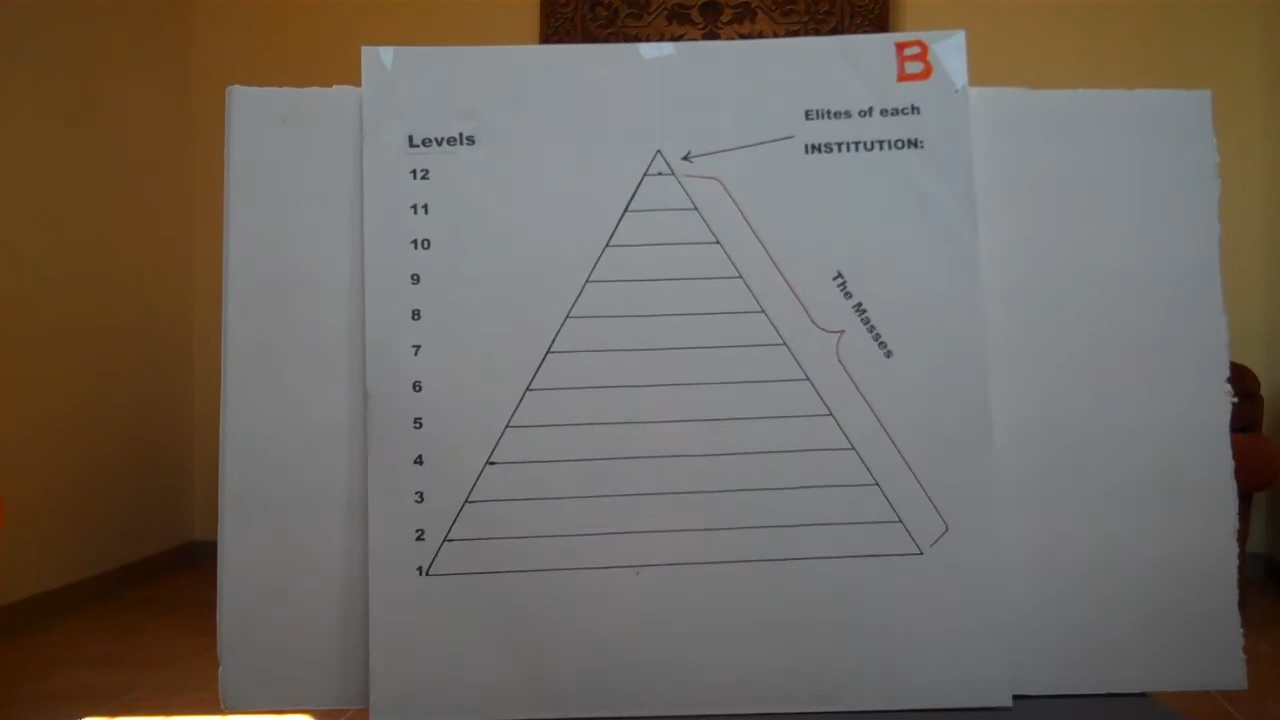 B
Elites of each
INSTITUTION:
Levels
12
11
10
9
8
7
6
5
4
3
2
1
The Masses